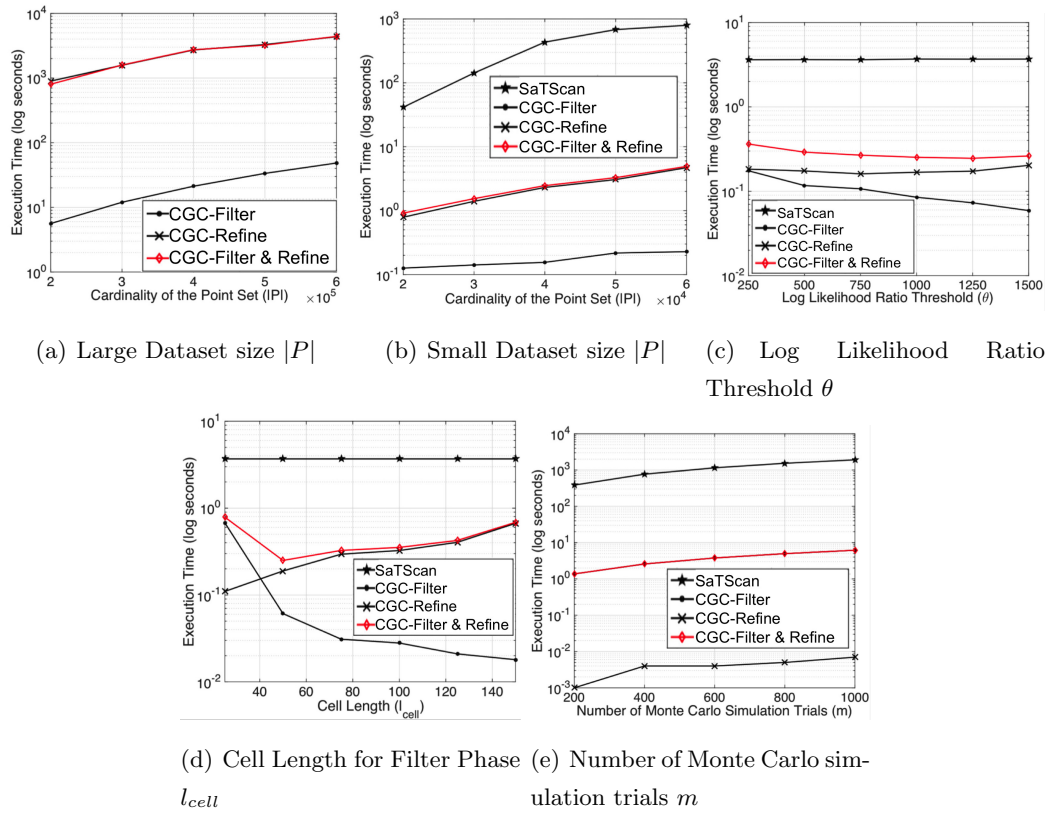 Execution Time (log seconds)
10^4
10^3
10^2
10^1
10^0
2 3 4 5 6
Cardinality of the Point Set (|P|) ×10^5
CGC-Filter
CGC-Refine
CGC-Filter & Refine
(a) Large Dataset size |P|
Execution Time (log seconds)
10^3
10^2
10^1
10^0
10^-1
2 3 4 5 6
Cardinality of the Point Set (|P|) ×10^4
SaTScan
CGC-Filter
CGC-Refine
CGC-Filter & Refine
(b) Small Dataset size |P|
Execution Time (log seconds)
10^1
10^0
10^-1
10^-2
250 500 750 1000 1250 1500
Log Likelihood Ratio Threshold (θ)
SaTScan
CGC-Filter
CGC-Refine
CGC-Filter & Refine
(c) Log Likelihood Ratio
Threshold θ
Execution Time (log seconds)
10^1
10^0
10^-1
10^-2
40 60 80 100 120 140
Cell Length (l_cell)
SaTScan
CGC-Filter
CGC-Refine
CGC-Filter & Refine
(d) Cell Length for Filter Phase
l_cell
Execution Time (log seconds)
10^4
10^3
10^2
10^1
10^0
10^-1
10^-2
10^-3
200 400 600 800 1000
Number of Monte Carlo Simulation Trials (m)
SaTScan
CGC-Filter
CGC-Refine
CGC-Filter & Refine
(e) Number of Monte Carlo sim-
ulation trials m